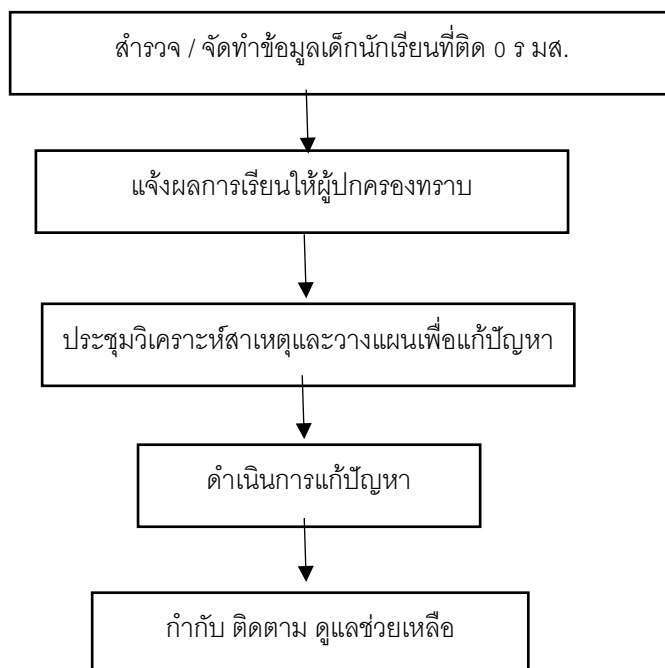 สำรวจ / จัดทำข้อมูลเด็กนักเรียนที่ติด 0 ร มส.
แจ้งผลการเรียนให้ผู้ปกครองทราบ
ประชุมวิเคราะห์สาเหตุและวางแผนเพื่อแก้ปัญหา
ดำเนินการแก้ปัญหา
กำกับ ติดตาม ดูแลช่วยเหลือ